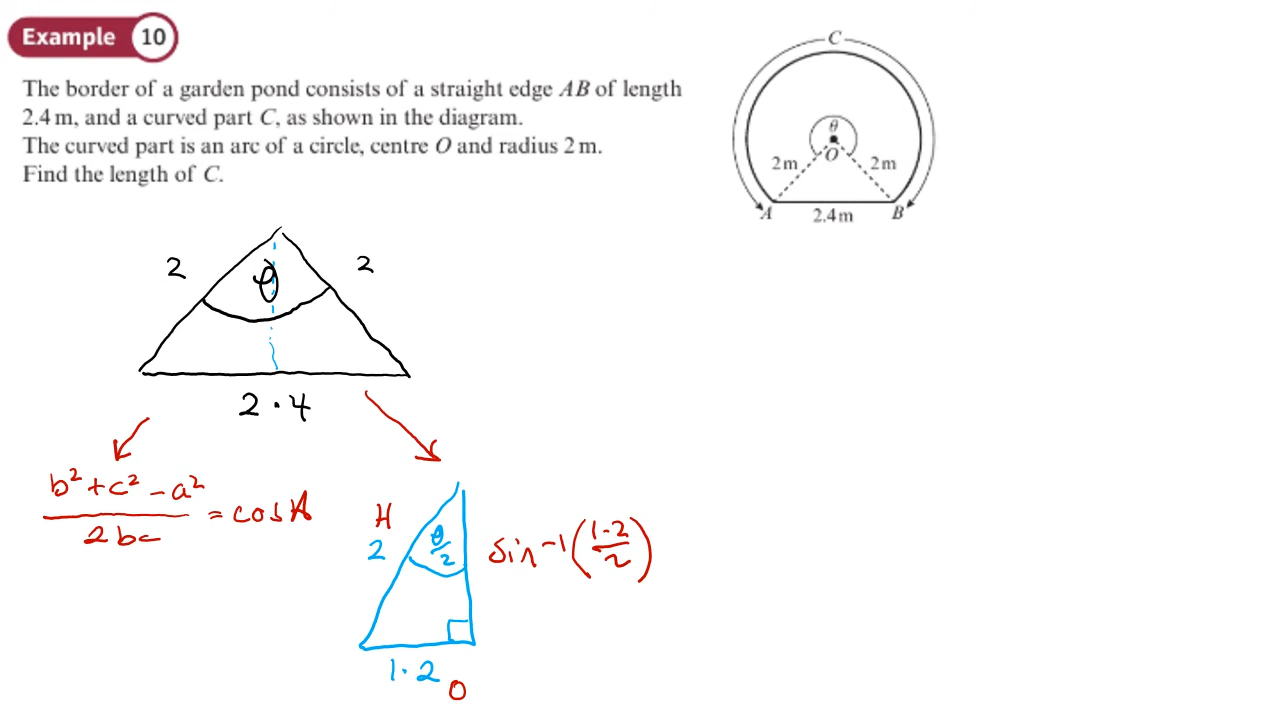 Example 10
The border of a garden pond consists of a straight edge AB of length
2.4 m, and a curved part C, as shown in the diagram.
The curved part is an arc of a circle, centre O and radius 2 m.
Find the length of C.
C
θ
O
2 m
2 m
A
2.4 m
B
2
θ
2
2·4
b² + c² - a²
2bc
= cos A
H
2
θ/2
sin⁻¹(1·2/2)
1·2
O